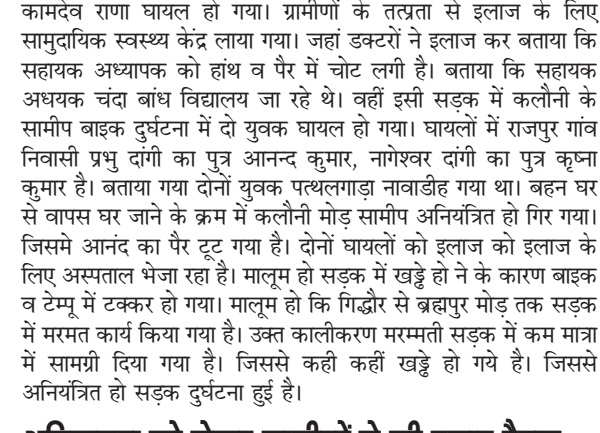 कामदेव राणा घायल हो गया। ग्रामीणों के तत्प्रता से इलाज के लिए
सामुदायिक स्वस्थ्य केंद्र लाया गया। जहां डक्टरों ने इलाज कर बताया कि
सहायक अध्यापक को हांथ व पैर में चोट लगी है। बताया कि सहायक
अधयक चंदा बांध विद्यालय जा रहे थे। वहीं इसी सड़क में कलौनी के
सामीप बाइक दुर्घटना में दो युवक घायल हो गया। घायलों में राजपुर गांव
निवासी प्रभु दांगी का पुत्र आनन्द कुमार, नागेश्वर दांगी का पुत्र कृष्ना
कुमार है। बताया गया दोनों युवक पत्थलगाड़ा नावाडीह गया था। बहन घर
से वापस घर जाने के क्रम में कलौनी मोड़ सामीप अनियंत्रित हो गिर गया।
जिसमे आनंद का पैर टूट गया है। दोनों घायलों को इलाज को इलाज के
लिए अस्पताल भेजा रहा है। मालूम हो सड़क में खड्ढे हो ने के कारण बाइक
व टेम्पू में टक्कर हो गया। मालूम हो कि गिद्धौर से ब्रह्मपुर मोड़ तक सड़क
में मरमत कार्य किया गया है। उक्त कालीकरण मरम्मती सड़क में कम मात्रा
में सामग्री दिया गया है। जिससे कही कहीं खड्ढे हो गये है। जिससे
अनियंत्रित हो सड़क दुर्घटना हुई है।